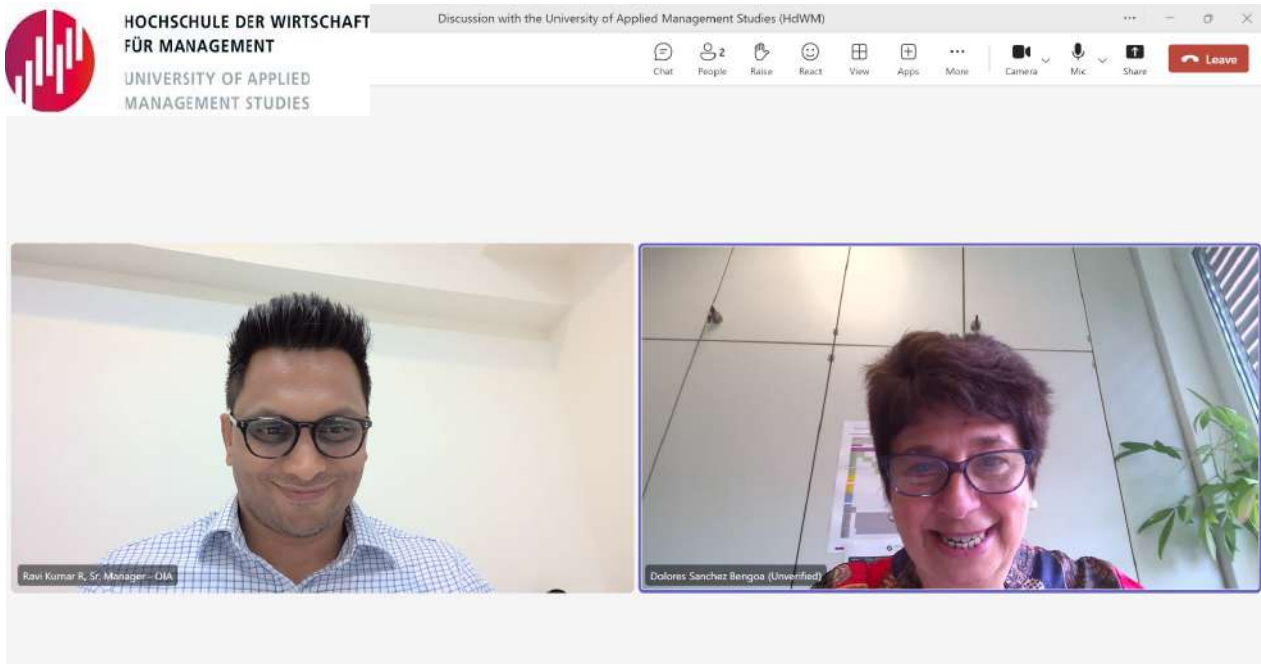 HOCHSCHULE DER WIRTSCHAFT
FÜR MANAGEMENT
UNIVERSITY OF APPLIED
MANAGEMENT STUDIES
Discussion with the University of Applied Management Studies (HdWM)
Chat
People 2
Raise
React
View
Apps
More
Camera
Mic
Share
Leave
Ravi Kumar R, Sr. Manager - OIA
Dolores Sanchez Bengoa (Unverified)